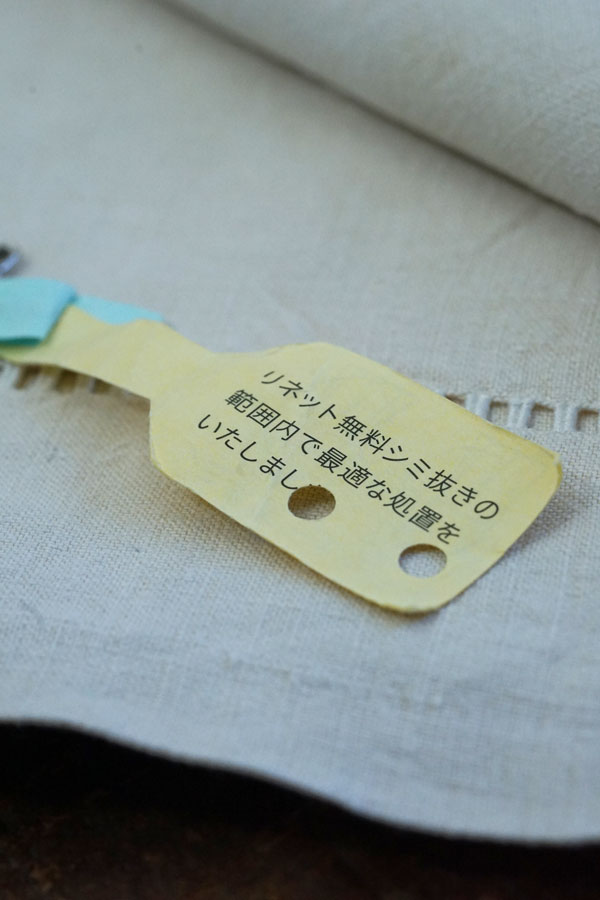 リネット無料シミ抜きの
範囲内で最適な処置を
いたしまし